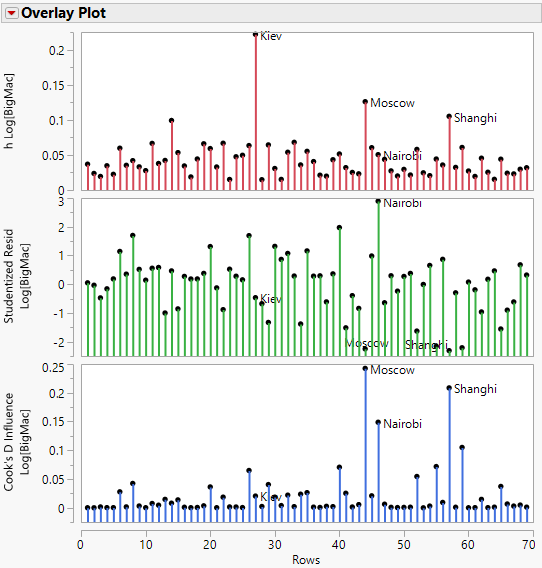 Overlay Plot
h Log[BigMac]
0.2
0.15
0.1
0.05
0
Kiev
Moscow
Shanghi
Nairobi
Studentized Resid
Log[BigMac]
3
2
1
0
-1
-2
Nairobi
Kiev
Moscow
Shanghi
Cook's D Influence
Log[BigMac]
0.25
0.2
0.15
0.1
0.05
0
Moscow
Shanghi
Nairobi
Kiev
0 10 20 30 40 50 60 70
Rows